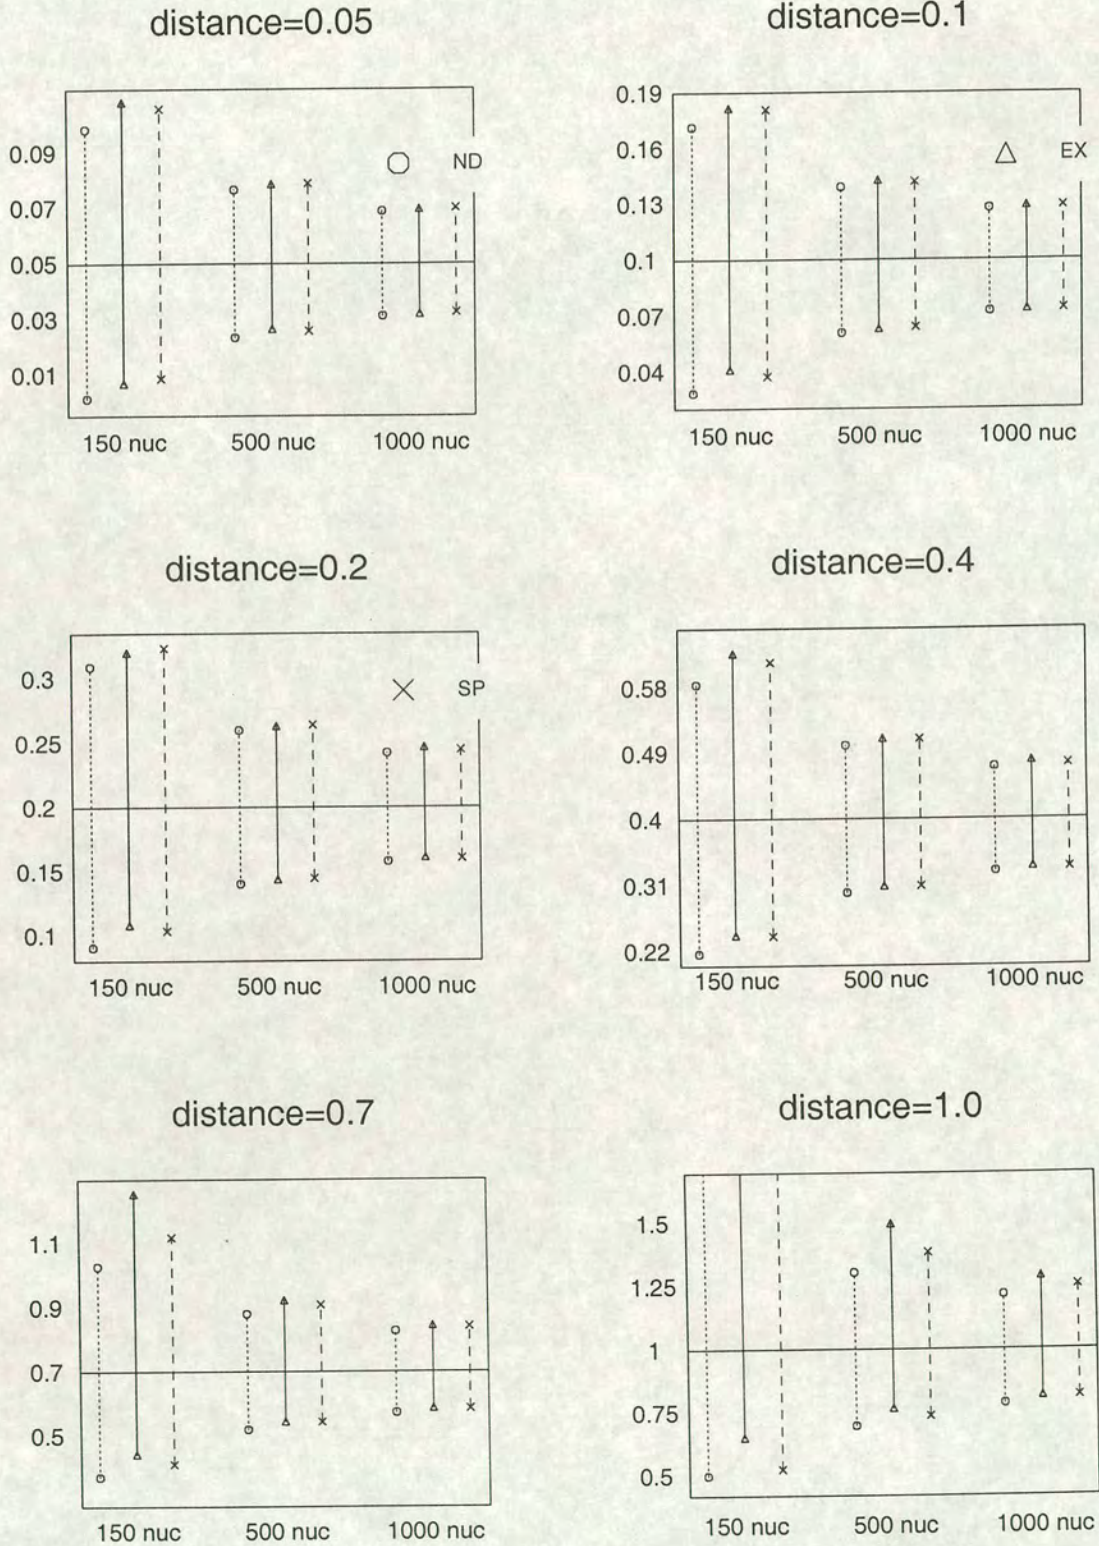 distance=0.05
0.09
0.07
0.05
0.03
0.01
ND
150 nuc
500 nuc
1000 nuc
distance=0.1
0.19
0.16
0.13
0.1
0.07
0.04
EX
150 nuc
500 nuc
1000 nuc
distance=0.2
0.3
0.25
0.2
0.15
0.1
SP
150 nuc
500 nuc
1000 nuc
distance=0.4
0.58
0.49
0.4
0.31
0.22
150 nuc
500 nuc
1000 nuc
distance=0.7
1.1
0.9
0.7
0.5
150 nuc
500 nuc
1000 nuc
distance=1.0
1.5
1.25
1
0.75
0.5
150 nuc
500 nuc
1000 nuc